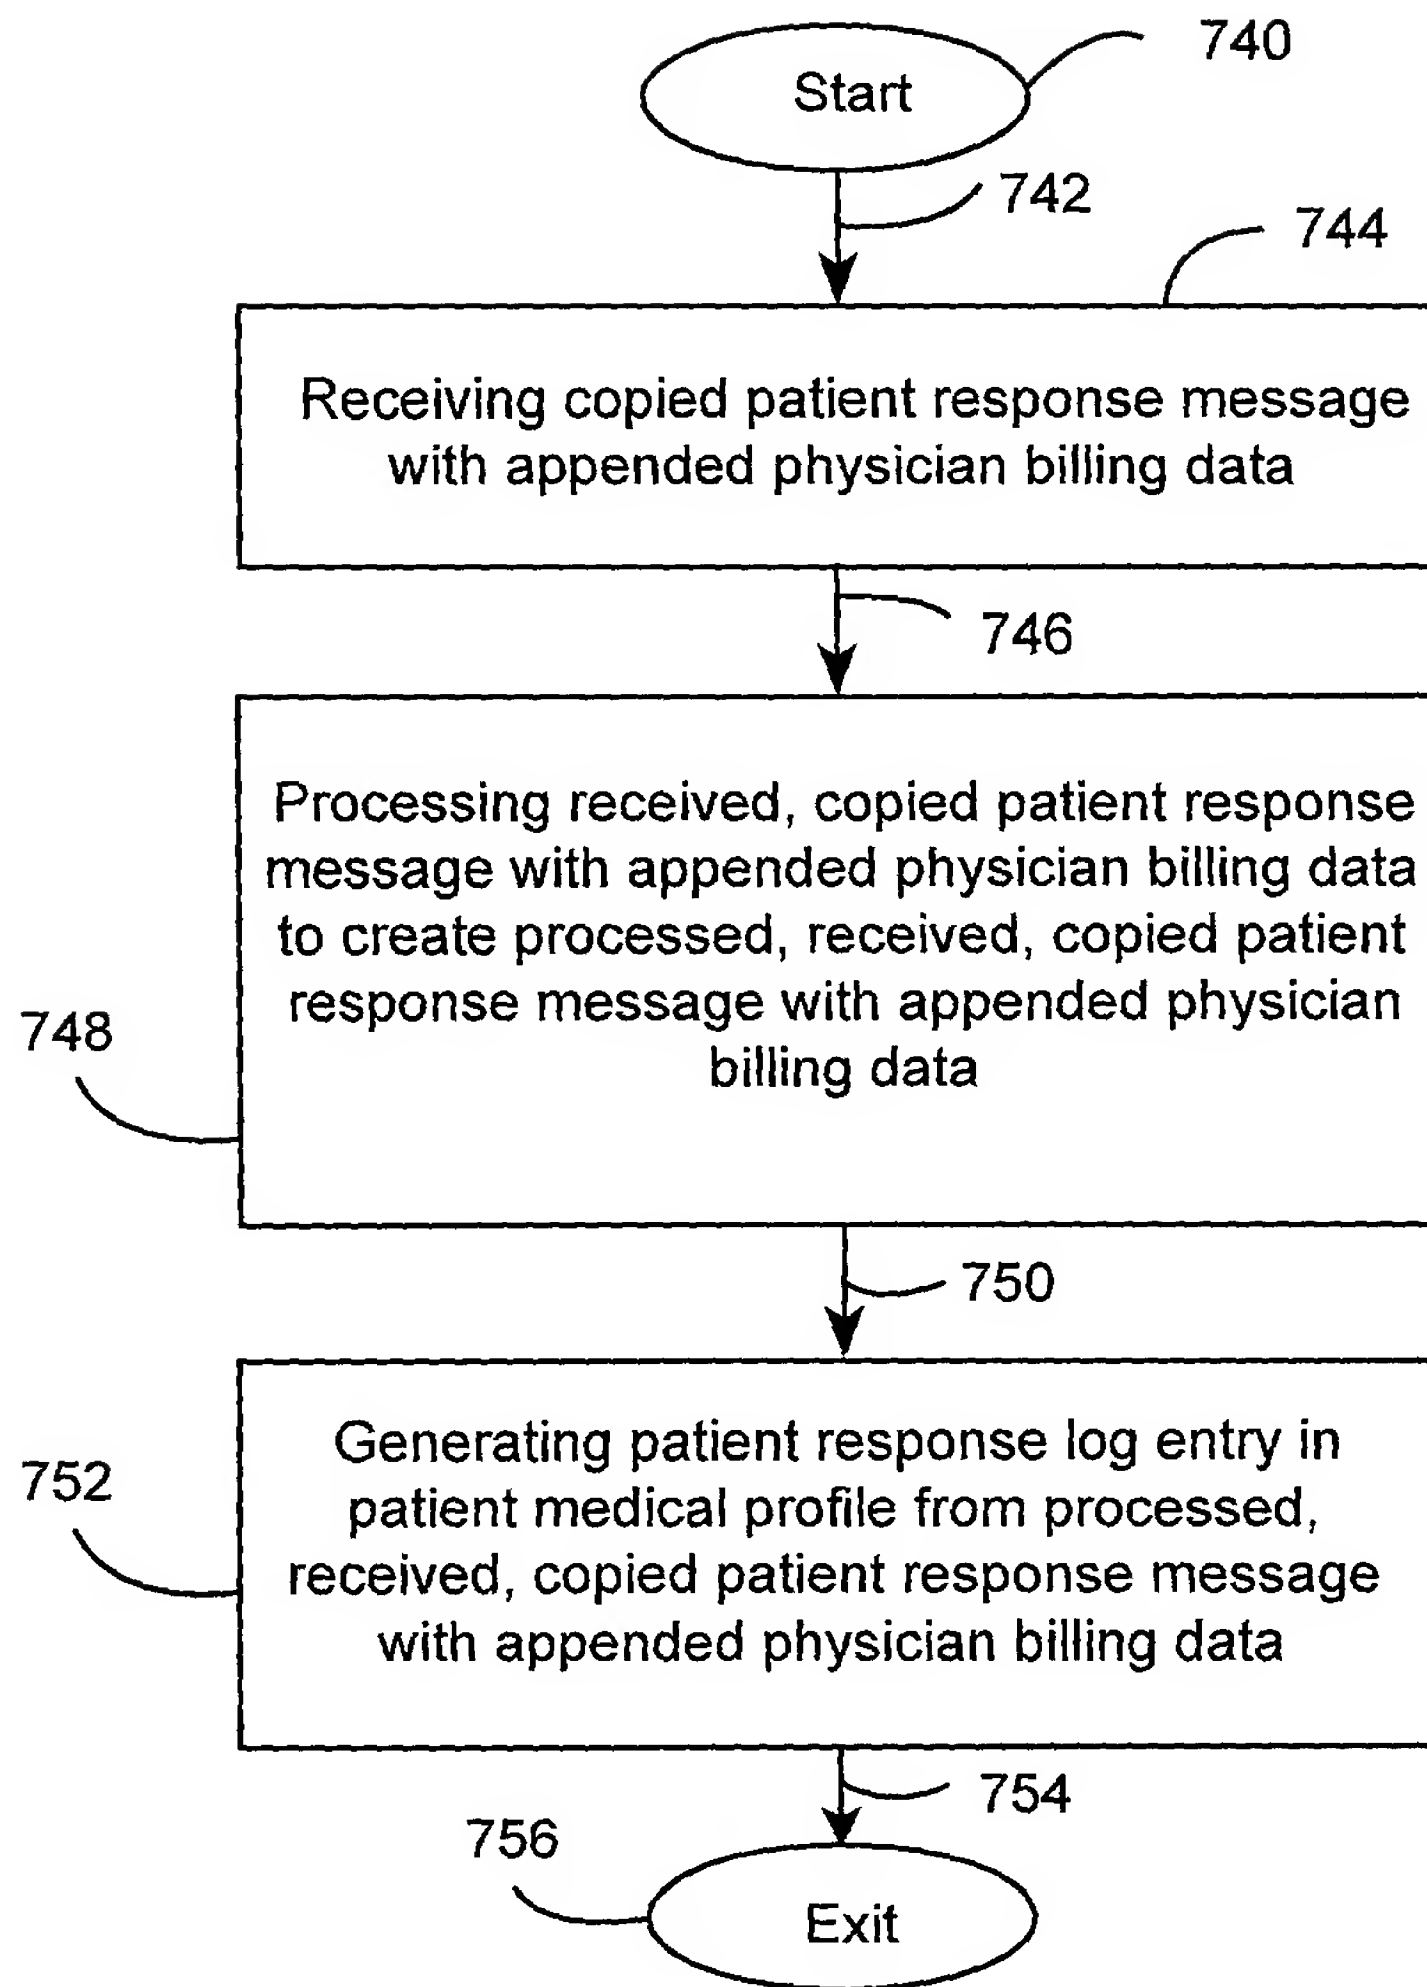 740
Start
742
744
Receiving copied patient response message
with appended physician billing data
746
Processing received, copied patient response
message with appended physician billing data
to create processed, received, copied patient
response message with appended physician
billing data
748
750
Generating patient response log entry in
patient medical profile from processed,
received, copied patient response message
with appended physician billing data
752
754
756
Exit